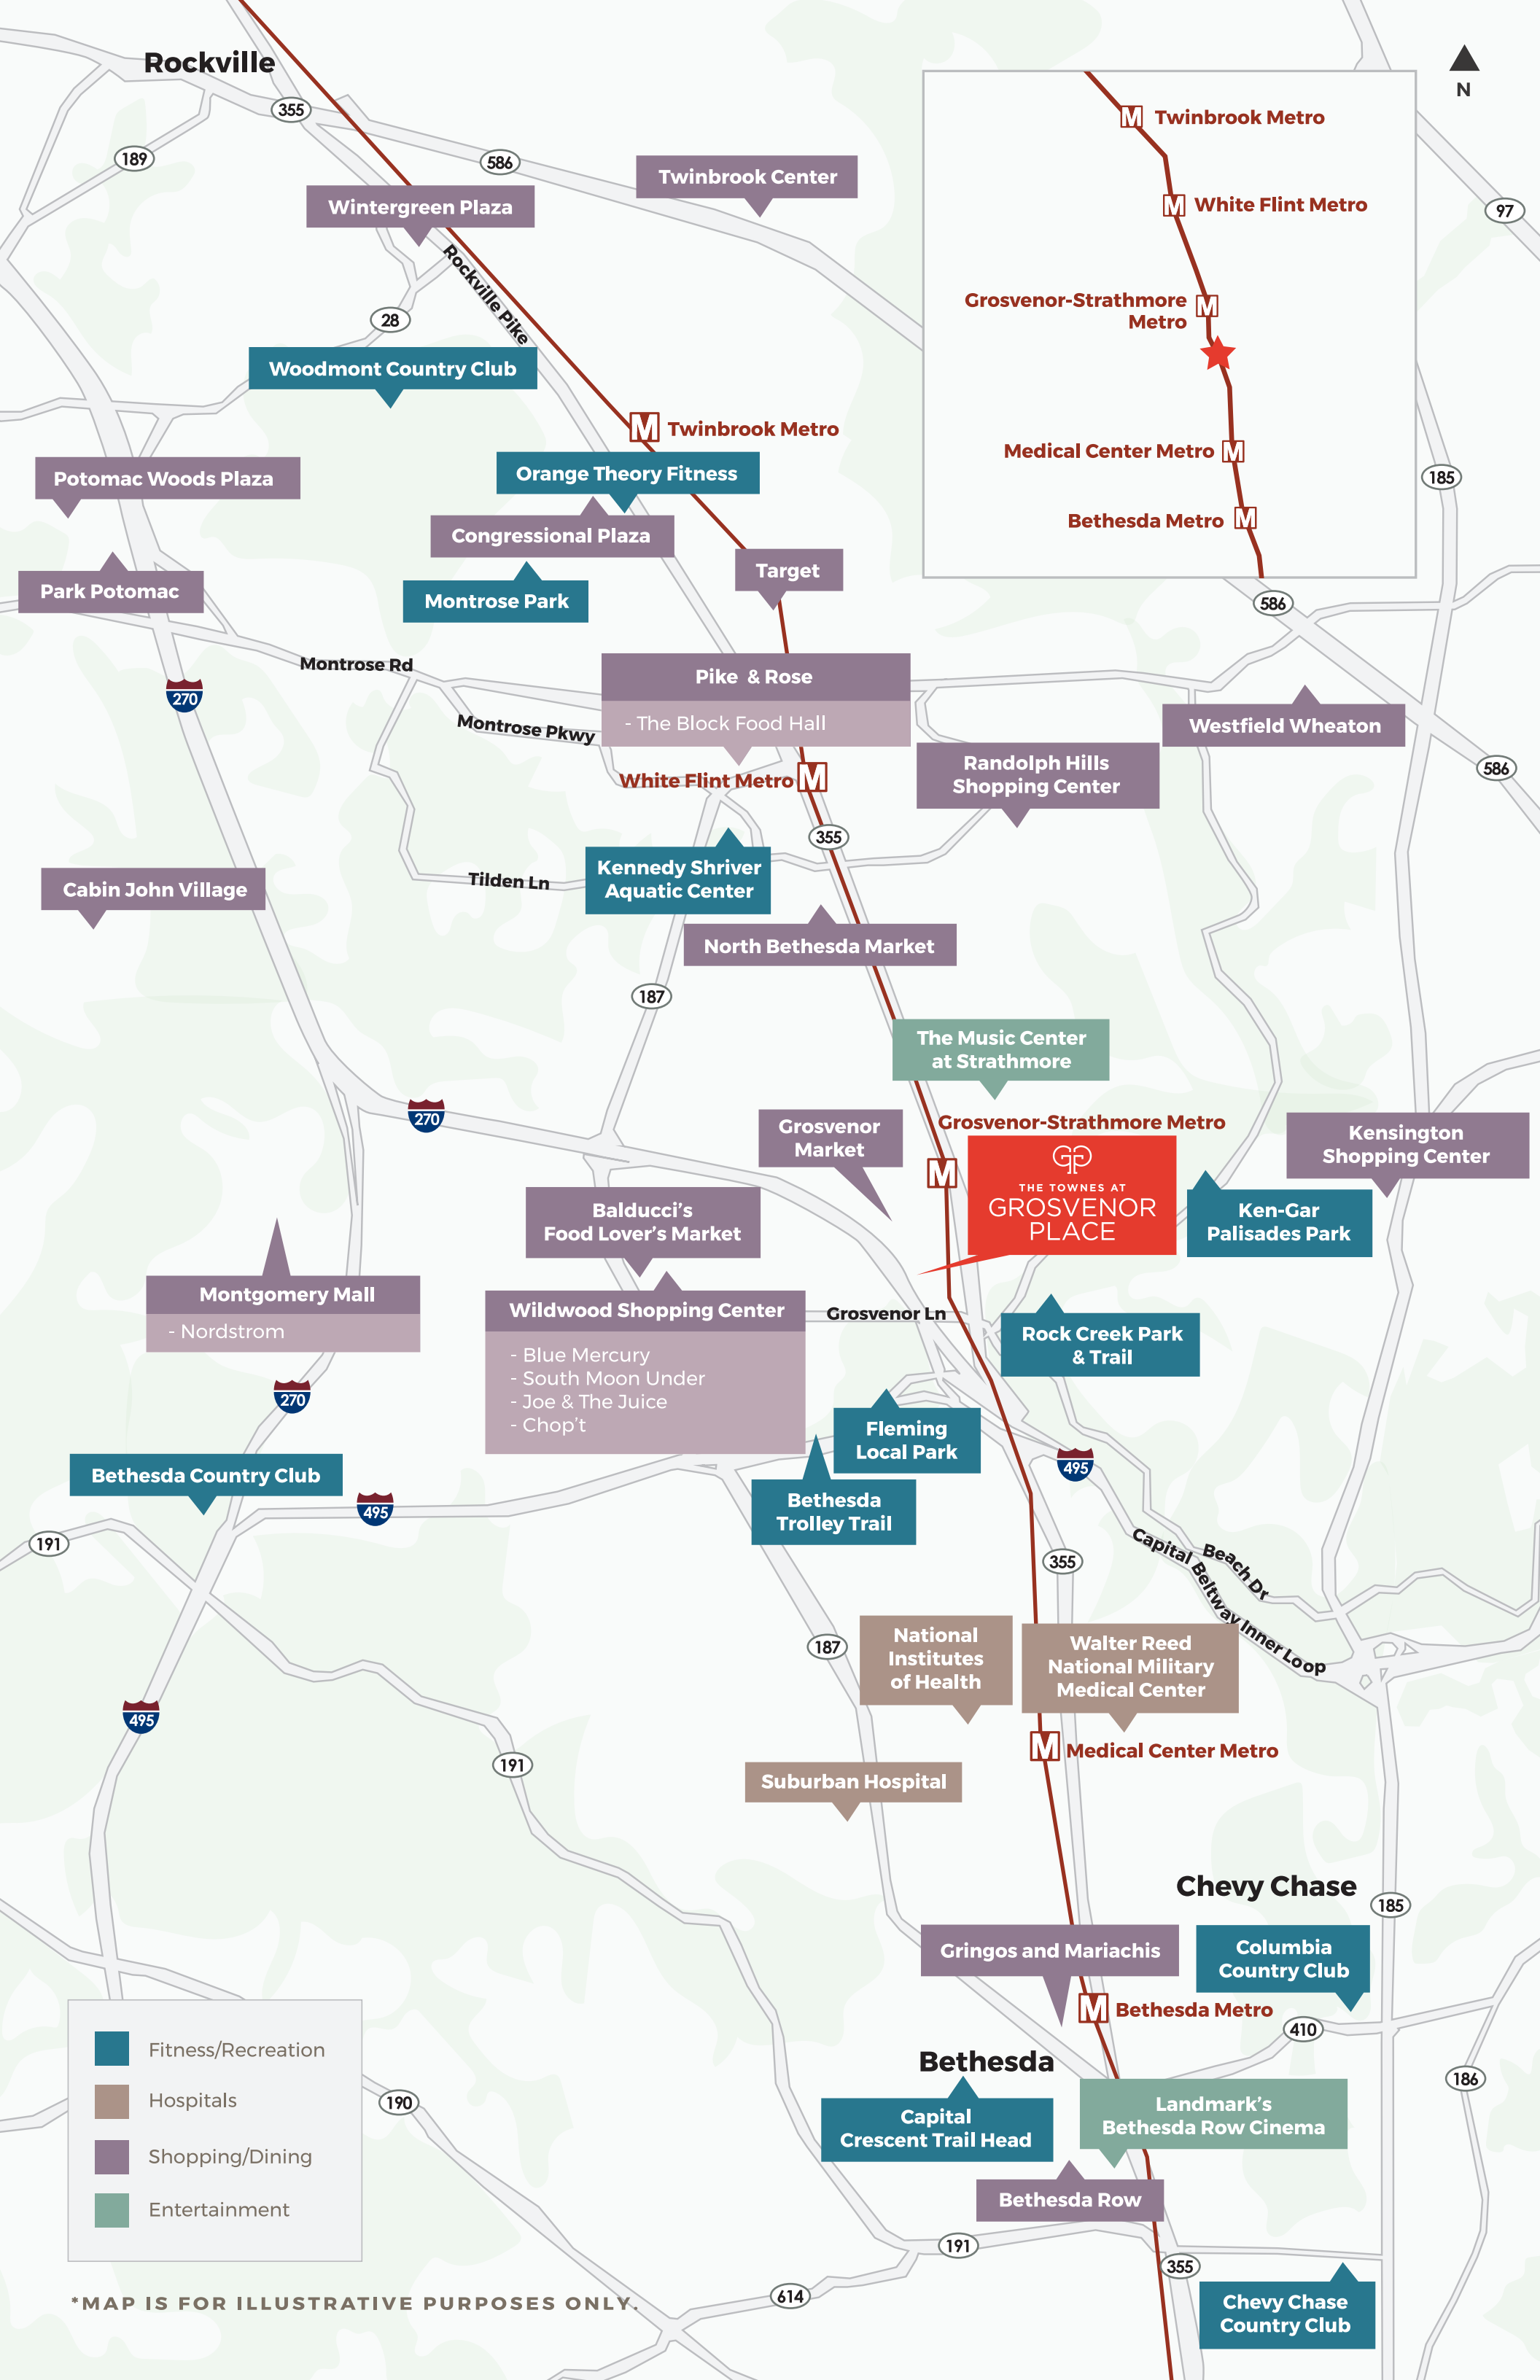 Rockville
N
355
189
586
Twinbrook Center
Wintergreen Plaza
Rockville Pike
28
Woodmont Country Club
M Twinbrook Metro
M White Flint Metro
Grosvenor-Strathmore
Metro
M
Medical Center Metro M
Bethesda Metro M
97
185
586
M Twinbrook Metro
Potomac Woods Plaza
Orange Theory Fitness
Congressional Plaza
Target
Park Potomac
Montrose Park
Montrose Rd
270
Pike & Rose
- The Block Food Hall
Montrose Pkwy
White Flint Metro M
Westfield Wheaton
Randolph Hills
Shopping Center
586
355
Kennedy Shriver
Aquatic Center
Tilden Ln
Cabin John Village
North Bethesda Market
187
The Music Center
at Strathmore
270
Grosvenor
Market
Grosvenor-Strathmore Metro
M
THE TOWNES AT
GROSVENOR
PLACE
Kensington
Shopping Center
Ken-Gar
Palisades Park
Balducci's
Food Lover's Market
Montgomery Mall
- Nordstrom
Wildwood Shopping Center
- Blue Mercury
- South Moon Under
- Joe & The Juice
- Chop't
Grosvenor Ln
Rock Creek Park
& Trail
270
Fleming
Local Park
495
Bethesda Country Club
495
Bethesda
Trolley Trail
191
355
Capital Beltway Inner Loop
Beach Dr
187
National
Institutes
of Health
Walter Reed
National Military
Medical Center
495
191
M Medical Center Metro
Suburban Hospital
Chevy Chase
185
Gringos and Mariachis
Columbia
Country Club
M Bethesda Metro
410
Bethesda
186
Fitness/Recreation
Hospitals
Shopping/Dining
Entertainment
190
Capital
Crescent Trail Head
Landmark's
Bethesda Row Cinema
Bethesda Row
191
355
614
Chevy Chase
Country Club
*MAP IS FOR ILLUSTRATIVE PURPOSES ONLY.